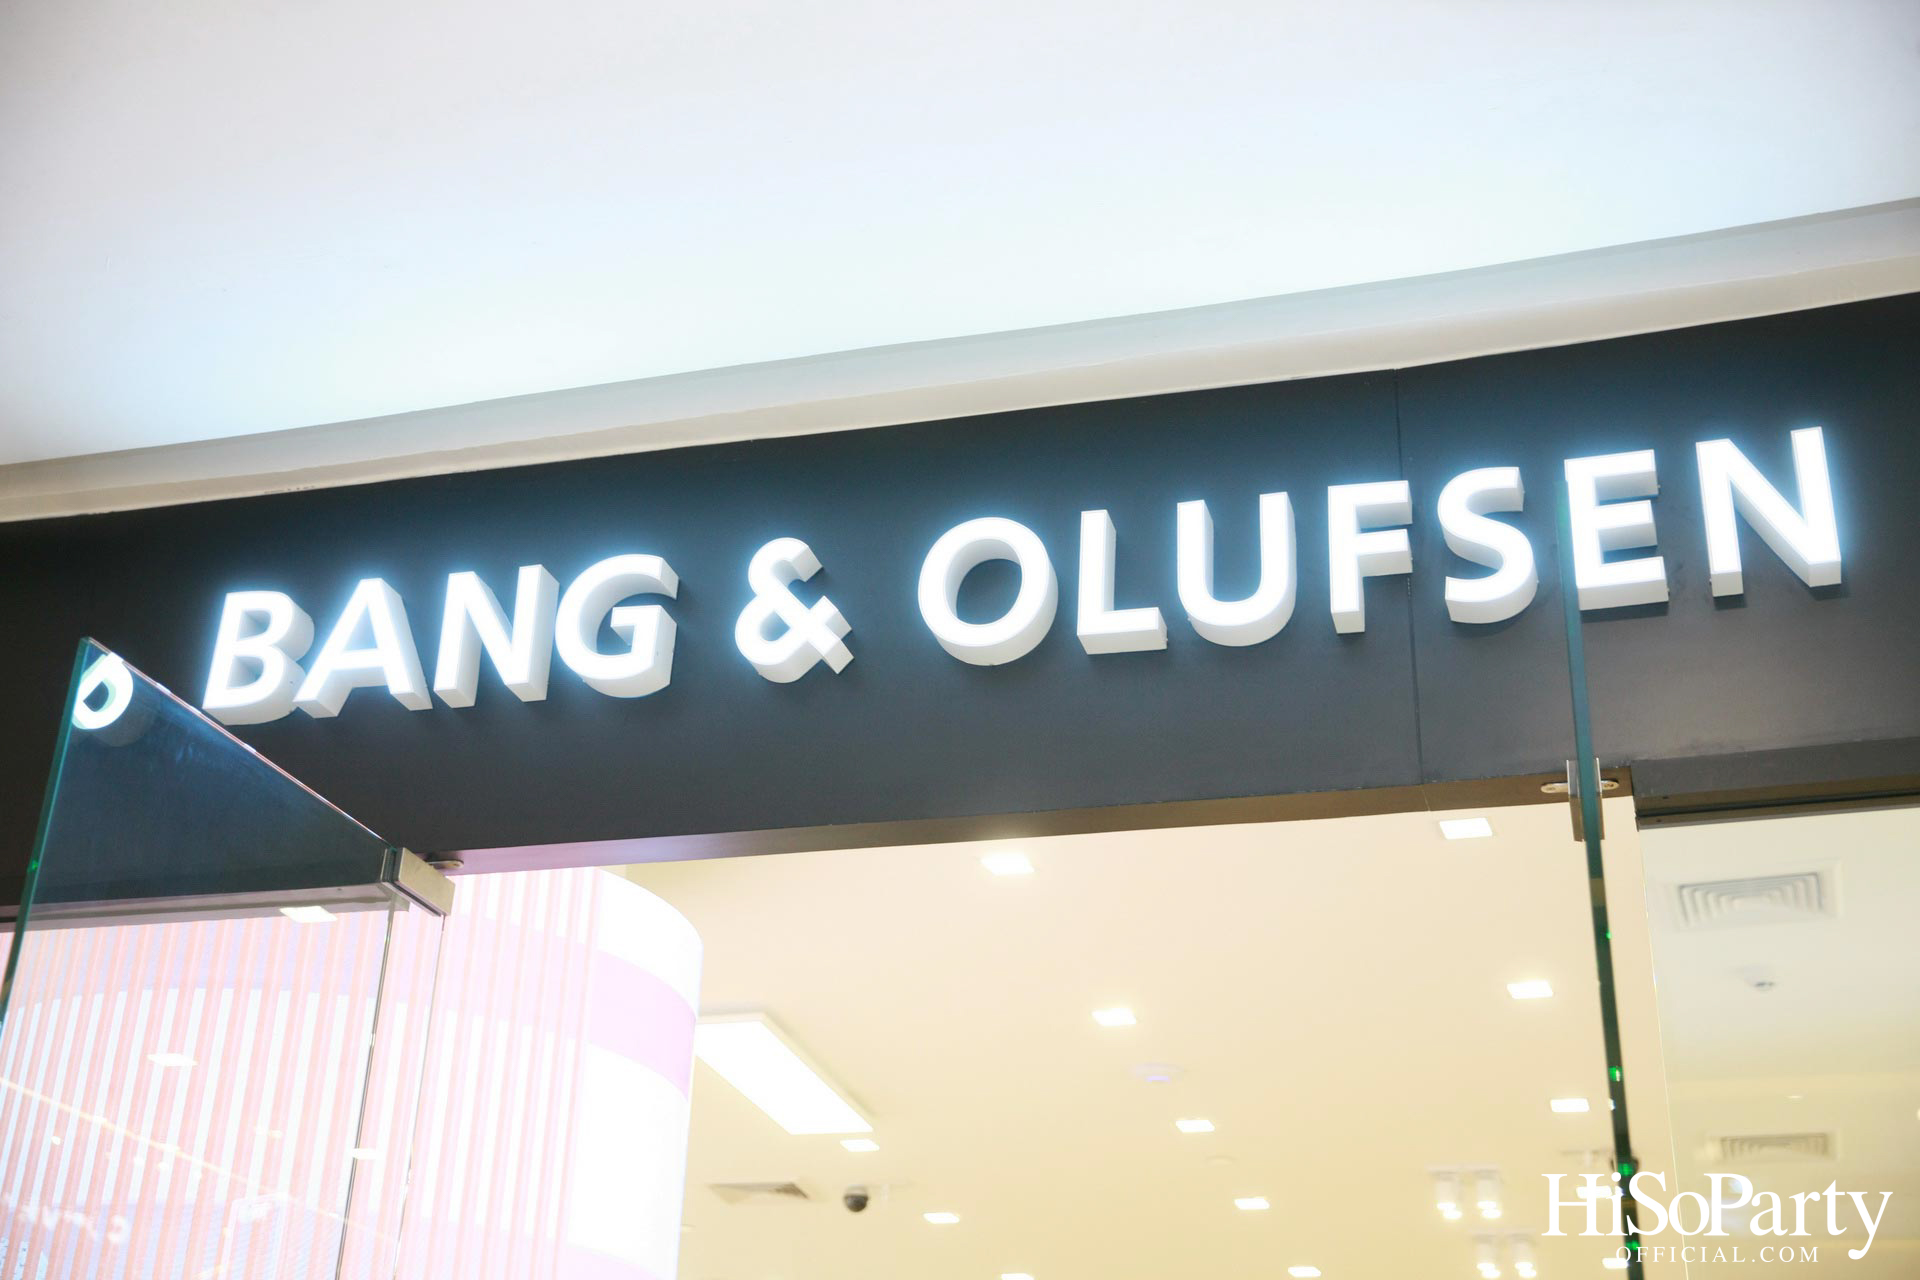 BANG & OLUFSEN
HiSoParty
OFFICIAL.COM